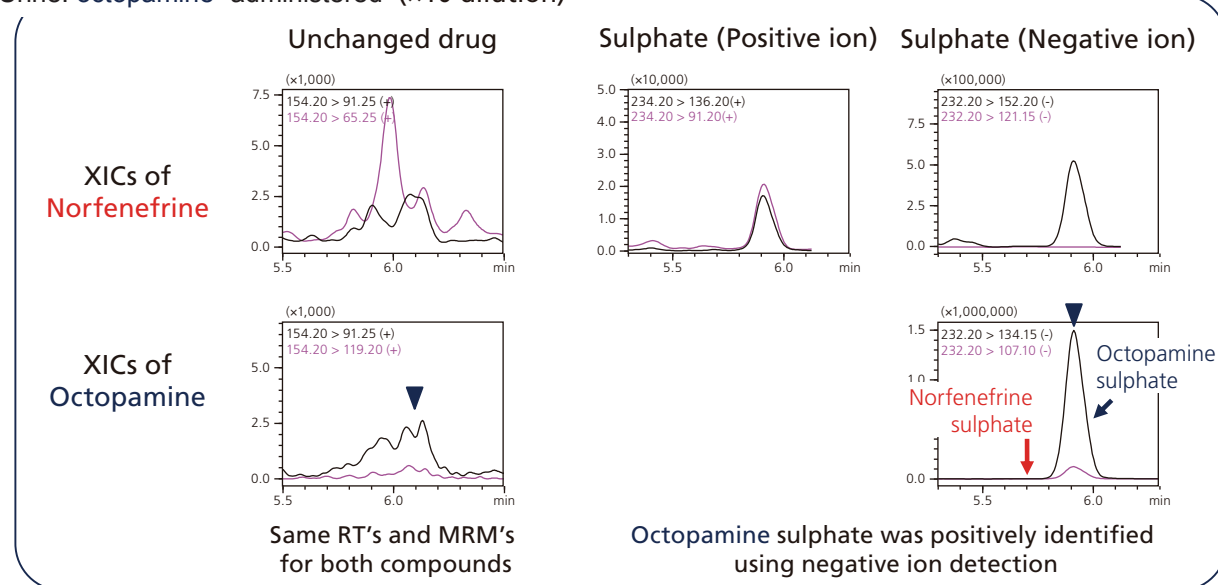 Urine: octopamine- administered- (×10 dilution)
Unchanged drug
Sulphate (Positive ion)
Sulphate (Negative ion)
XICs of
Norfenefrine
(×1,000)
154.20 > 91.25 (+)
154.20 > 65.25 (+)
7.5
5.0
2.5
0.0
5.5
6.0
min
(×10,000)
234.20 > 136.20(+)
234.20 > 91.20(+)
5.0
4.0
3.0
2.0
1.0
0.0
5.5
6.0
min
(×100,000)
232.20 > 152.20 (-)
232.20 > 121.15 (-)
7.5
5.0
2.5
0.0
5.5
6.0
min
XICs of
Octopamine
(×1,000)
154.20 > 91.25 (+)
154.20 > 119.20 (+)
5.0
2.5
0.0
5.5
6.0
min
(×1,000,000)
232.20 > 134.15 (-)
232.20 > 107.10 (-)
1.5
1.0
0.0
5.5
6.0
min
Octopamine
sulphate
Norfenefrine
sulphate
Same RT's and MRM's
for both compounds
Octopamine sulphate was positively identified
using negative ion detection